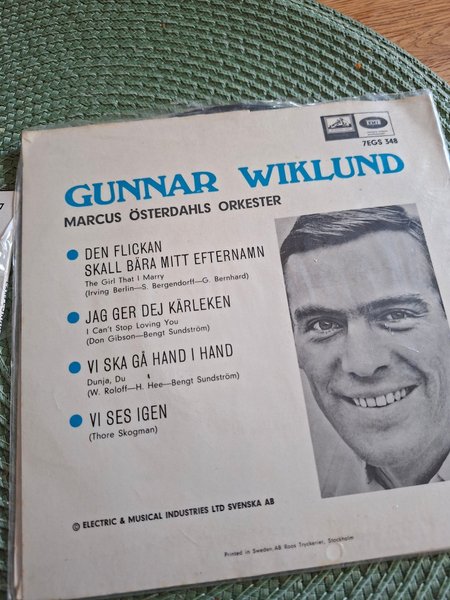 EMI
7EGS 348
GUNNAR WIKLUND
MARCUS ÖSTERDAHLS ORKESTER
DEN FLICKAN
SKALL BÄRA MITT EFTERNAMN
The Girl That I Marry
(Irving Berlin—S. Bergendorff—G. Bernhard)
JAG GER DEJ KÄRLEKEN
I Can't Stop Loving You
(Don Gibson—Bengt Sundström)
VI SKA GÅ HAND I HAND
Dunja, Du
(W. Roloff—H. Hee—Bengt Sundström)
VI SES IGEN
(Thore Skogman)
© ELECTRIC & MUSICAL INDUSTRIES LTD SVENSKA AB
Printed in Sweden. AB Roos Tryckerier, Stockholm